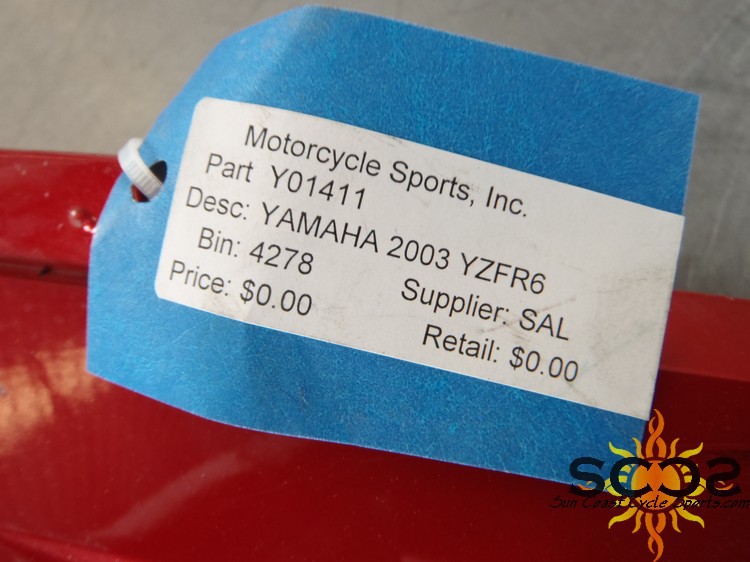 Motorcycle Sports, Inc.
Part Y01411
Desc: YAMAHA 2003 YZFR6
Bin: 4278 Supplier: SAL
Price: $0.00 Retail: $0.00
SCCS
Sun Coast Cycle Sports.com